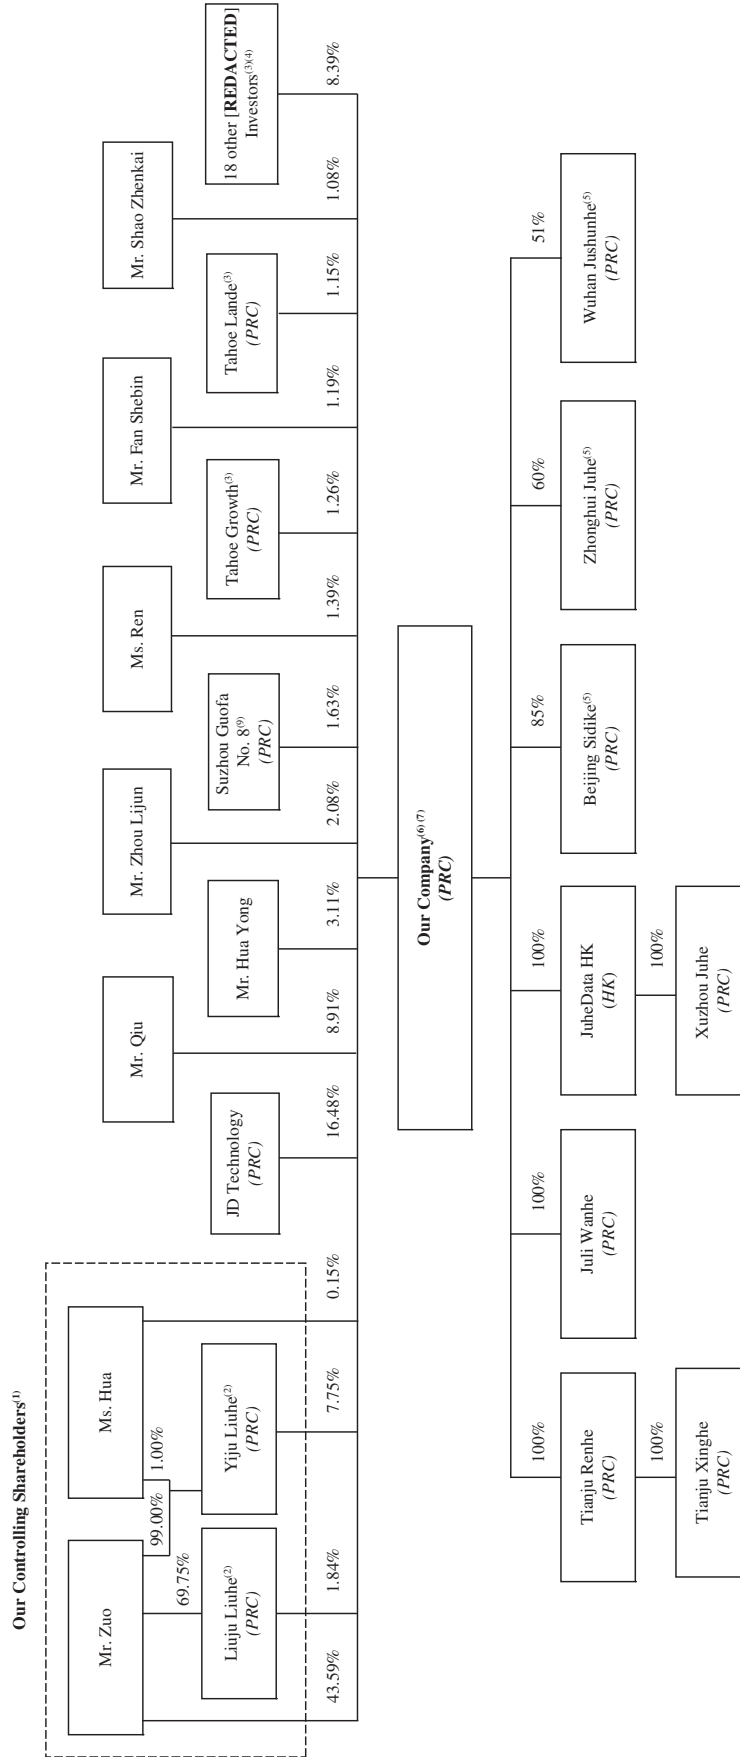 Our Controlling Shareholders(1)
Mr. Zuo
Ms. Hua
99.00%
1.00%
69.75%
Liuju Liuhe(2)
(PRC)
Yiju Liuhe(2)
(PRC)
43.59%
1.84%
7.75%
0.15%
JD Technology
(PRC)
16.48%
Mr. Qiu
8.91%
Mr. Hua Yong
3.11%
Mr. Zhou Lijun
2.08%
Suzhou Guofa
No. 8(9)
(PRC)
1.63%
Ms. Ren
1.39%
Tahoe Growth(3)
(PRC)
1.26%
Mr. Fan Shebin
1.19%
Tahoe Lande(3)
(PRC)
1.15%
Mr. Shao Zhenkai
1.08%
18 other [REDACTED]
Investors(3)(4)
8.39%
Our Company(6)(7)
(PRC)
100%
100%
100%
85%
60%
51%
Tianju Renhe
(PRC)
Juli Wanhe
(PRC)
JuheData HK
(HK)
Beijing Sidike(5)
(PRC)
Zhonghui Juhe(5)
(PRC)
Wuhan Jushunhe(5)
(PRC)
100%
100%
Tianju Xinghe
(PRC)
Xuzhou Juhe
(PRC)